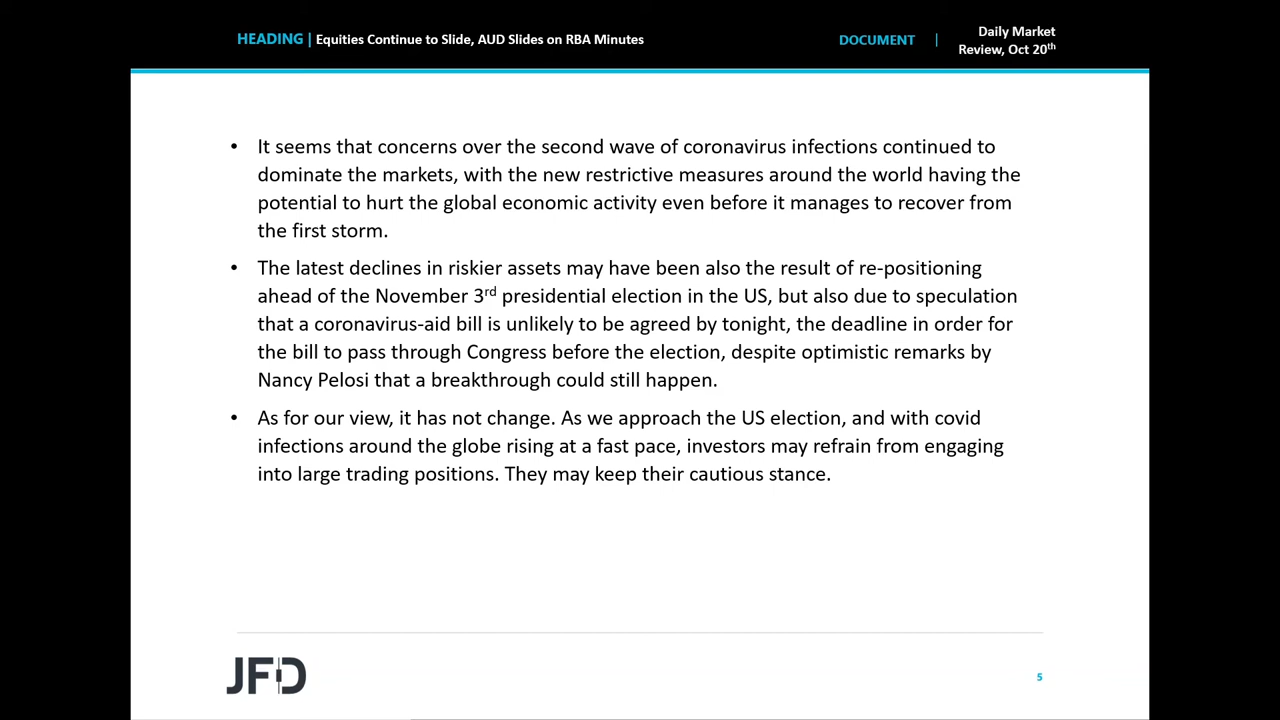 HEADING | Equities Continue to Slide, AUD Slides on RBA Minutes
DOCUMENT |
Daily Market
Review, Oct 20th
• It seems that concerns over the second wave of coronavirus infections continued to
dominate the markets, with the new restrictive measures around the world having the
potential to hurt the global economic activity even before it manages to recover from
the first storm.
• The latest declines in riskier assets may have been also the result of re-positioning
ahead of the November 3rd presidential election in the US, but also due to speculation
that a coronavirus-aid bill is unlikely to be agreed by tonight, the deadline in order for
the bill to pass through Congress before the election, despite optimistic remarks by
Nancy Pelosi that a breakthrough could still happen.
• As for our view, it has not change. As we approach the US election, and with covid
infections around the globe rising at a fast pace, investors may refrain from engaging
into large trading positions. They may keep their cautious stance.
JFD
5